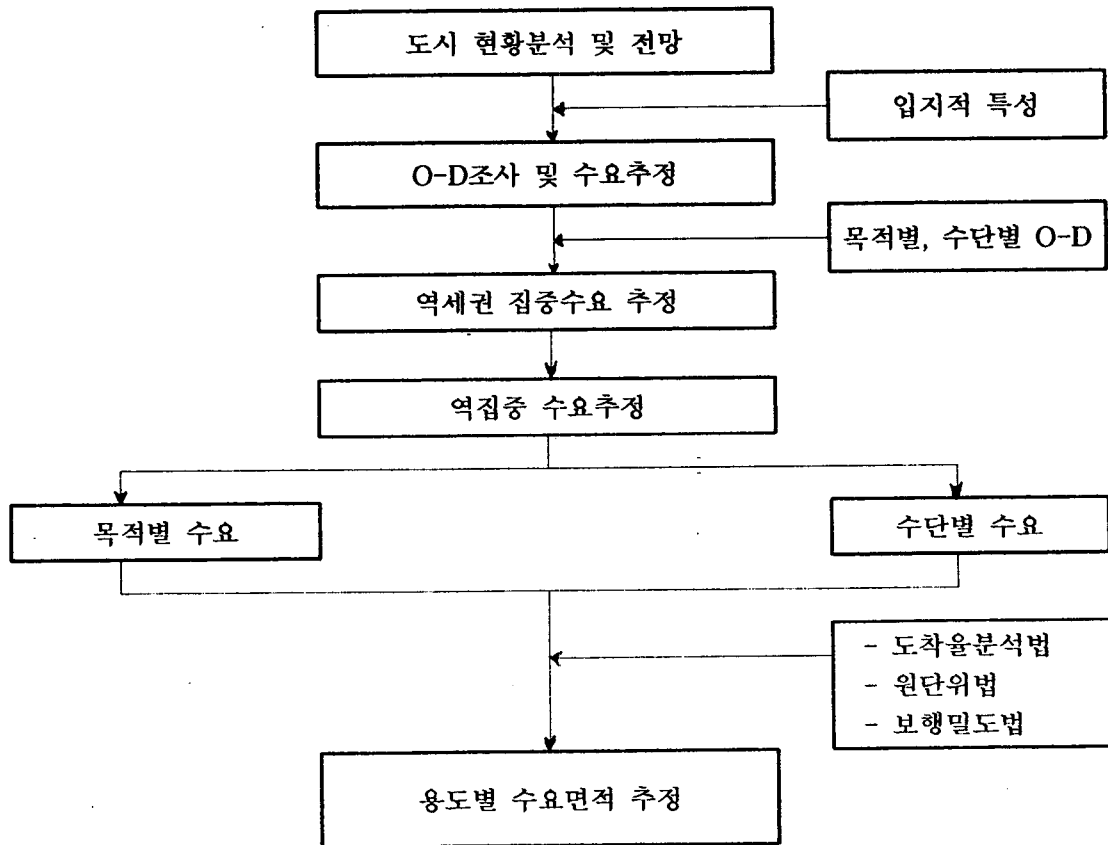 도시 현황분석 및 전망
입지적 특성
O-D조사 및 수요추정
목적별, 수단별 O-D
역세권 집중수요 추정
역집중 수요추정
목적별 수요
수단별 수요
- 도착율분석법
- 원단위법
- 보행밀도법
용도별 수요면적 추정